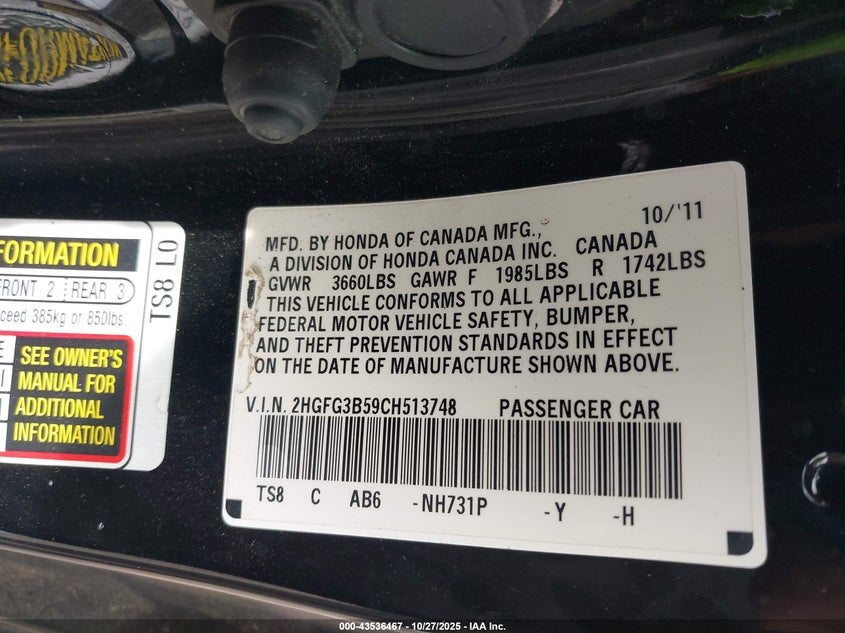 FORMATION
FRONT 2 REAR 3
385kg or 850lbs.
SEE OWNER'S
MANUAL FOR
ADDITIONAL
INFORMATION
TS8 L0
10/'11
MFD. BY HONDA OF CANADA MFG.,
A DIVISION OF HONDA CANADA INC. CANADA
GVWR 3660LBS GAWR F 1985LBS R 1742LBS
THIS VEHICLE CONFORMS TO ALL APPLICABLE
FEDERAL MOTOR VEHICLE SAFETY, BUMPER,
AND THEFT PREVENTION STANDARDS IN EFFECT
ON THE DATE OF MANUFACTURE SHOWN ABOVE.
V.I.N. 2HGFG3B59CH513748 PASSENGER CAR
TS8 C AB6 -NH731P -Y -H
000-43536467 - 10/27/2025 - IAA Inc.